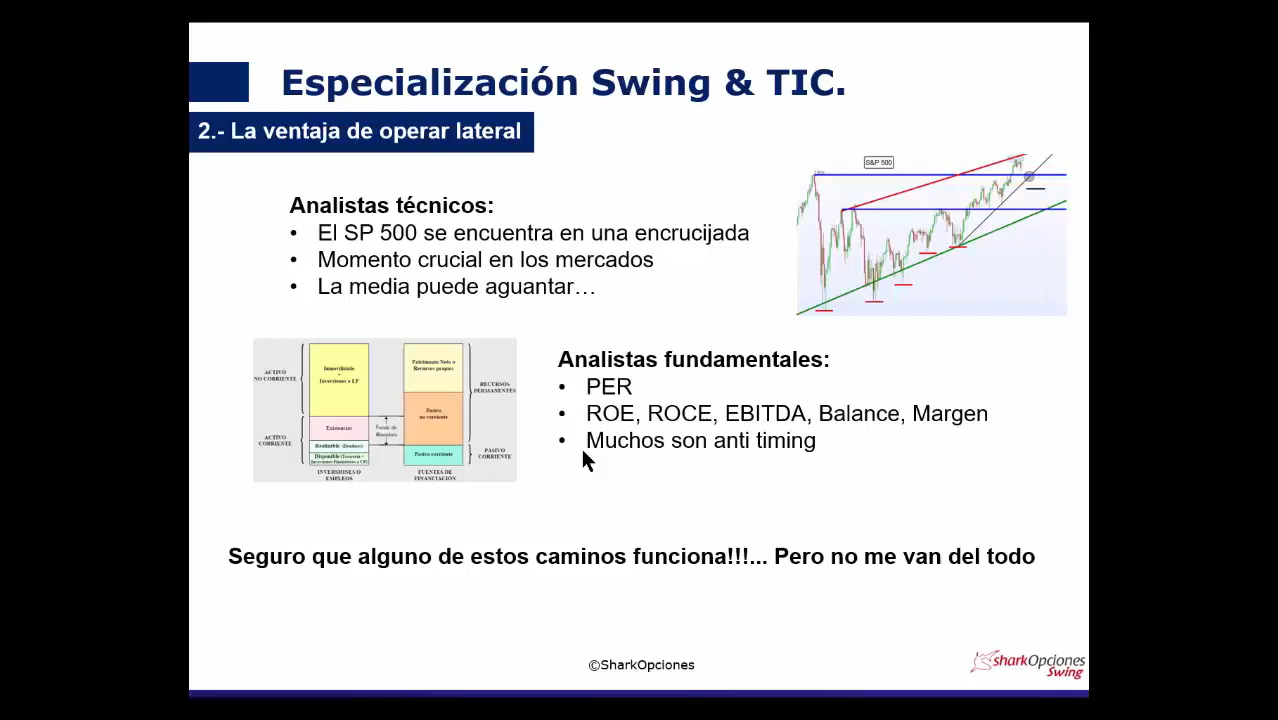 Especialización Swing & TIC.
2.- La ventaja de operar lateral
S&P 500
Analistas técnicos:
• El SP 500 se encuentra en una encrucijada
• Momento crucial en los mercados
• La media puede aguantar…
Analistas fundamentales:
• PER
• ROE, ROCE, EBITDA, Balance, Margen
• Muchos son anti timing
ACTIVO
NO CORRIENTE
Inmovilizado
+
Inversiones a LP
Patrimonio Neto o
Recursos propios
RECURSOS
PERMANENTES
Pasivo
no corriente
ACTIVO
CORRIENTE
Existencias
Fondo de
Maniobra
Realizable (Deudores)
Disponible (Tesorería +
Inversiones Financieras a CP)
Pasivo corriente
PASIVO
CORRIENTE
INVERSIONES O
EMPLEOS
FUENTES DE
FINANCIACIÓN
Seguro que alguno de estos caminos funciona!!!... Pero no me van del todo
©SharkOpciones
sharkOpciones
Swing